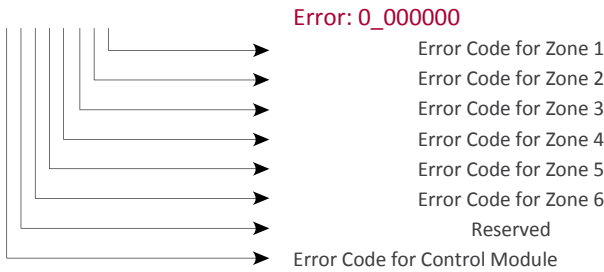 Error: 0_000000
Error Code for Zone 1
Error Code for Zone 2
Error Code for Zone 3
Error Code for Zone 4
Error Code for Zone 5
Error Code for Zone 6
Reserved
Error Code for Control Module